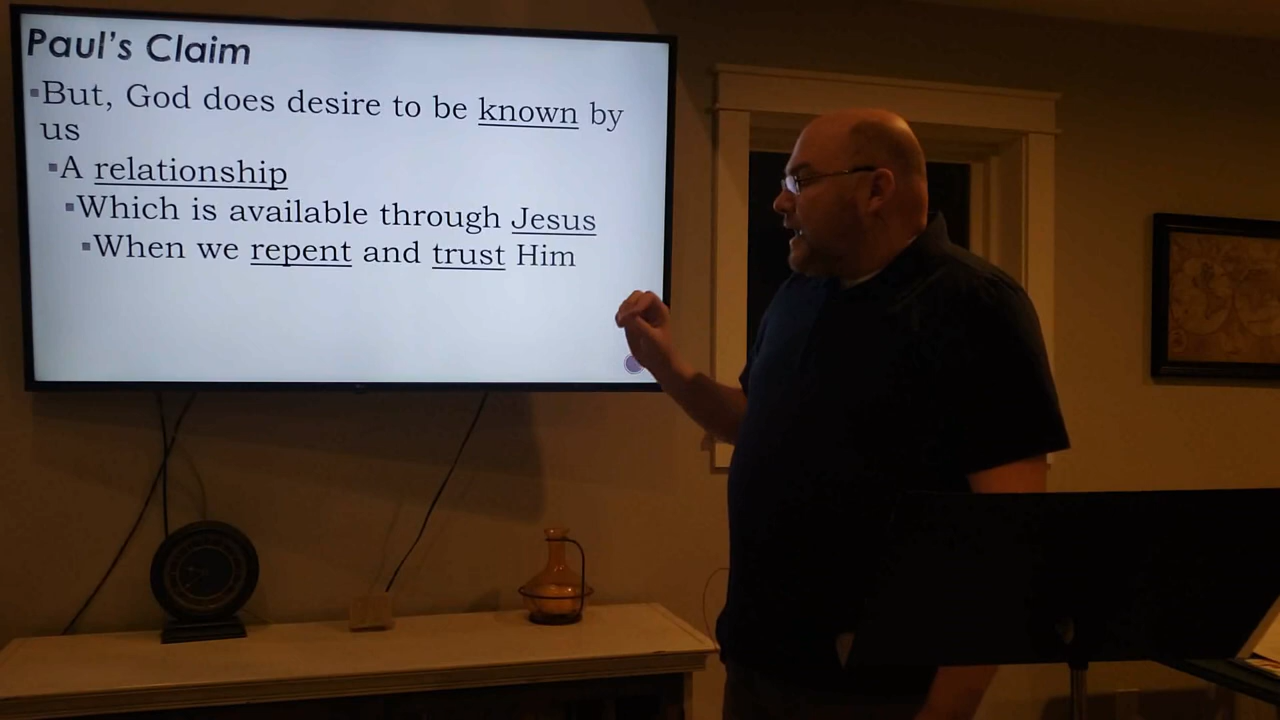 Paul's Claim
▪But, God does desire to be known by
us
▪A relationship
▪Which is available through Jesus
▪When we repent and trust Him